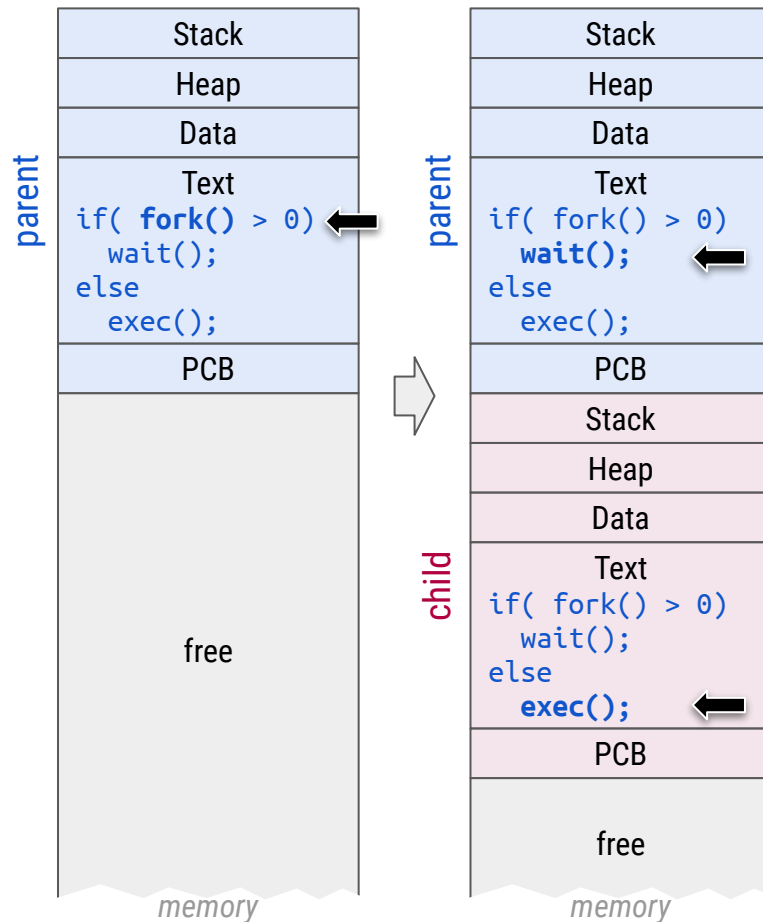 Stack
Heap
Data
parent
Text
if( fork() > 0)
wait();
else
exec();
PCB
free
memory
Stack
Heap
Data
parent
Text
if( fork() > 0)
wait();
else
exec();
PCB
Stack
Heap
Data
child
Text
if( fork() > 0)
wait();
else
exec();
PCB
free
memory